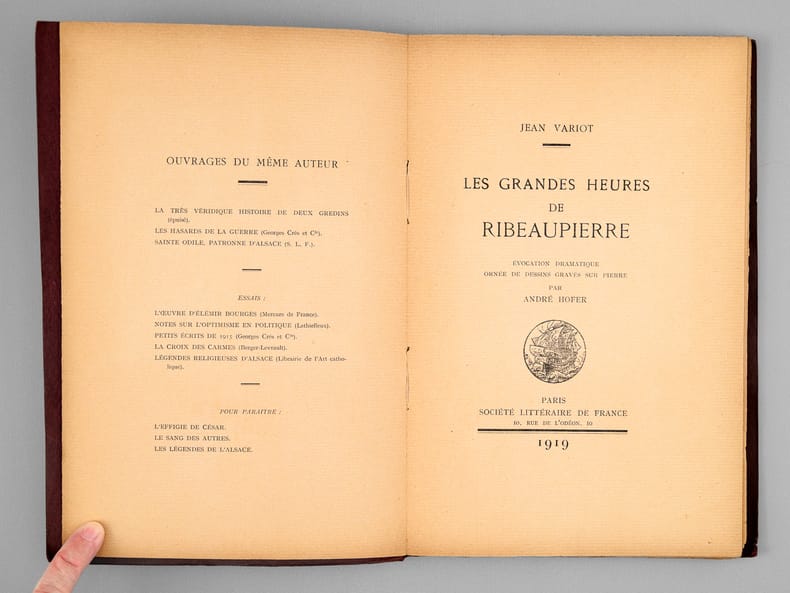 OUVRAGES DU MÊME AUTEUR
LA TRÈS VÉRIDIQUE HISTOIRE DE DEUX GREDINS
(épuisé).
LES HASARDS DE LA GUERRE (Georges Crès et Cie).
SAINTE ODILE, PATRONNE D'ALSACE (S. L. F.).
ESSAIS :
L'ŒUVRE D'ÉLÉMIR BOURGES (Mercure de France).
NOTES SUR L'OPTIMISME EN POLITIQUE (Lethielleux).
PETITS ÉCRITS DE 1915 (Georges Crès et Cie).
LA CROIX DES CARMES (Berger-Levrault).
LÉGENDES RELIGIEUSES D'ALSACE (Librairie de l'Art catho-
lique).
POUR PARAITRE :
L'EFFIGIE DE CÉSAR.
LE SANG DES AUTRES.
LES LÉGENDES DE L'ALSACE.
JEAN VARIOT
LES GRANDES HEURES
DE
RIBEAUPIERRE
ÉVOCATION DRAMATIQUE
ORNÉE DE DESSINS GRAVÉS SUR PIERRE
PAR
ANDRÉ HOFER
PARIS
SOCIÉTÉ LITTÉRAIRE DE FRANCE
10, RUE DE L'ODÉON, 10
1919